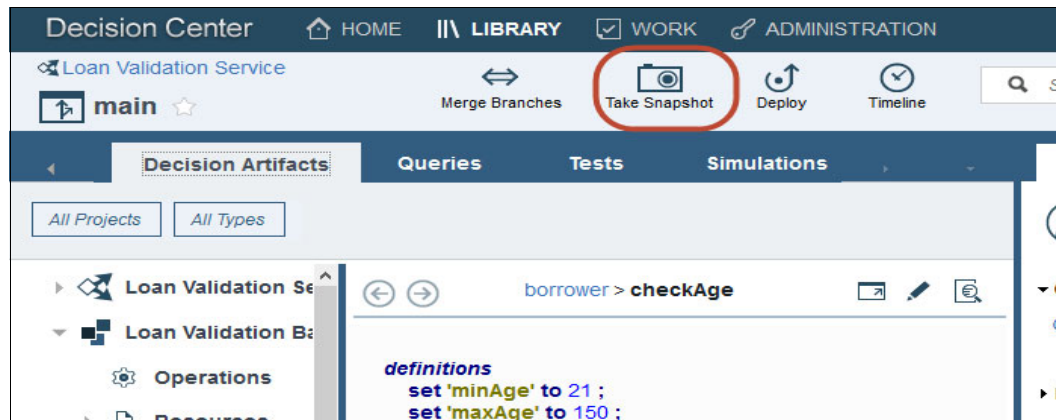 Decision Center HOME LIBRARY WORK ADMINISTRATION
Loan Validation Service
main
Merge Branches Take Snapshot Deploy Timeline
Decision Artifacts Queries Tests Simulations
All Projects All Types
Loan Validation Se
borrower > checkAge
Loan Validation Ba
Operations
Resources
definitions
set 'minAge' to 21 ;
set 'maxAge' to 150 ;